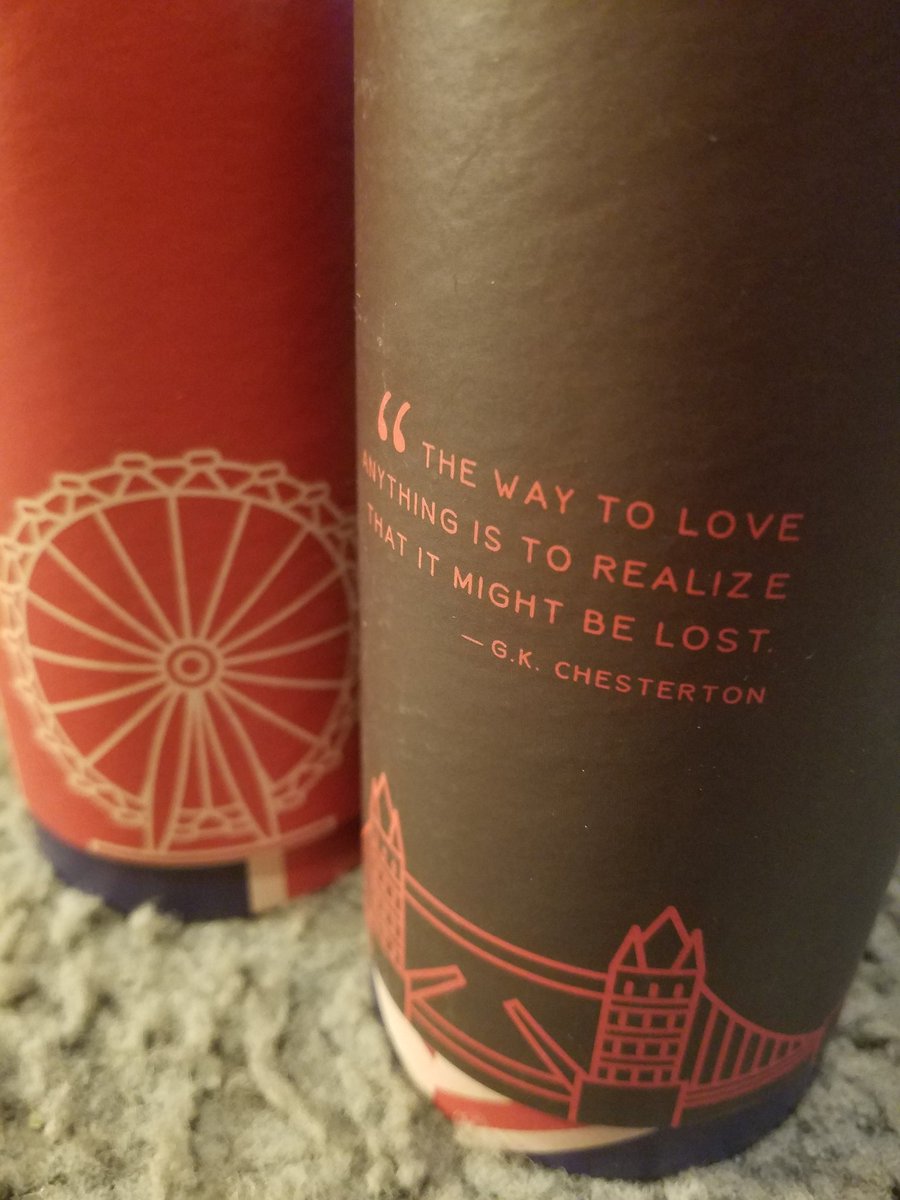 “ THE WAY TO LOVE
ANYTHING IS TO REALIZE
THAT IT MIGHT BE LOST.
— G.K. CHESTERTON